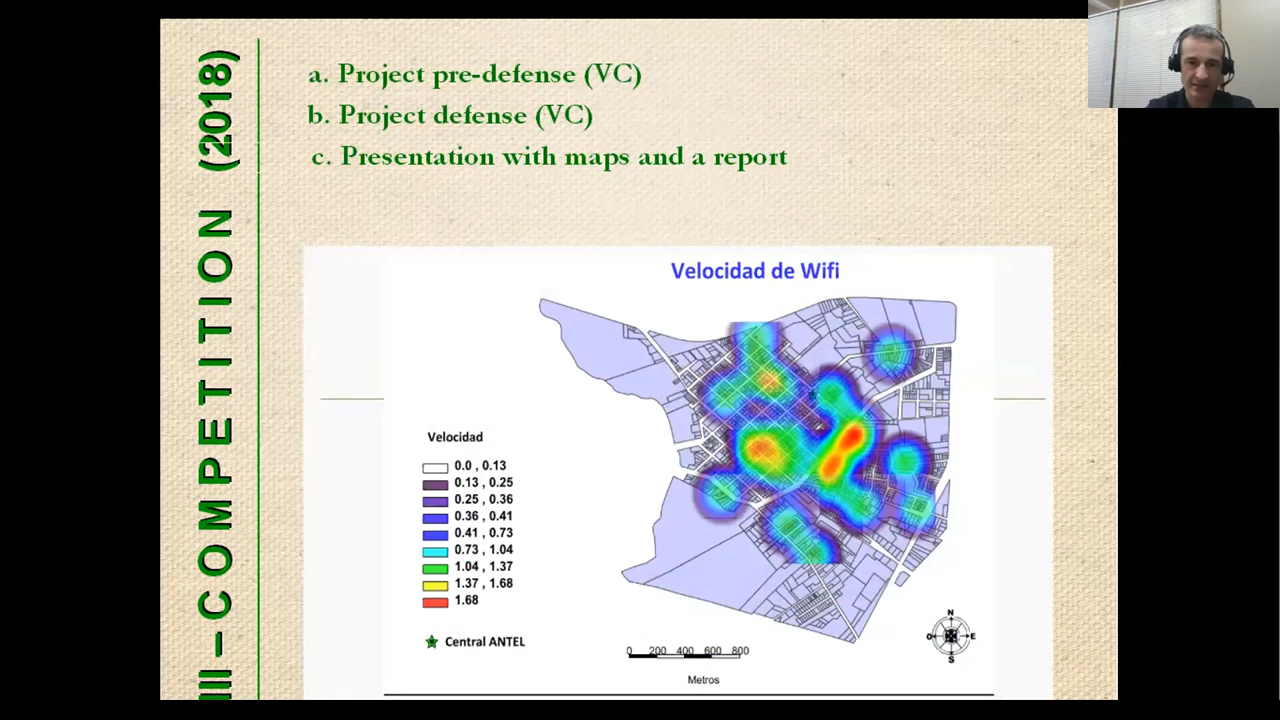 III – COMPETITION (2018)
a. Project pre-defense (VC)
b. Project defense (VC)
c. Presentation with maps and a report
Velocidad de Wifi
Velocidad
0.0 , 0.13
0.13 , 0.25
0.25 , 0.36
0.36 , 0.41
0.41 , 0.73
0.73 , 1.04
1.04 , 1.37
1.37 , 1.68
1.68
Central ANTEL
0 200 400 600 800
Metros
N
O E
S